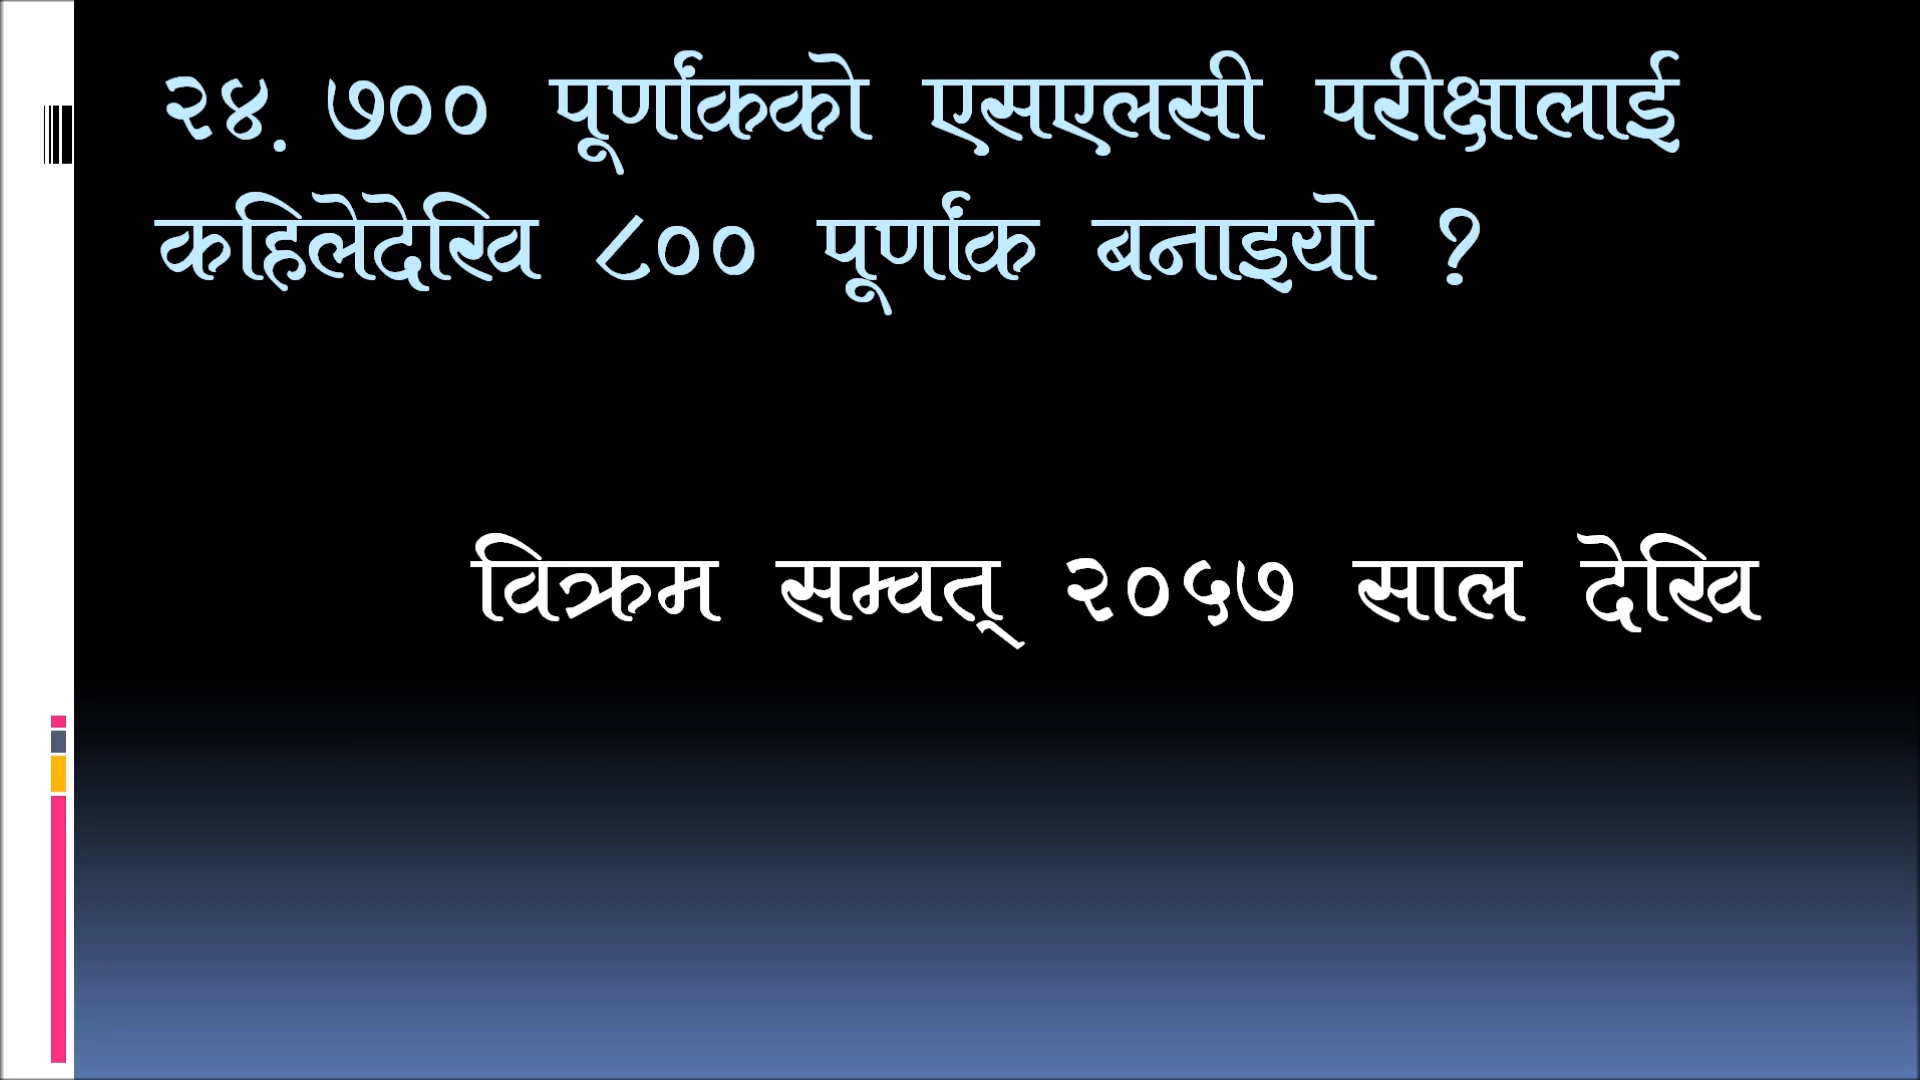 २४. ७०० पूर्णांकको एसएलसी परीक्षालाई
कहिलेदेखि ८०० पूर्णांक बनाइयो ?
विक्रम सम्वत् २०५७ साल देखि